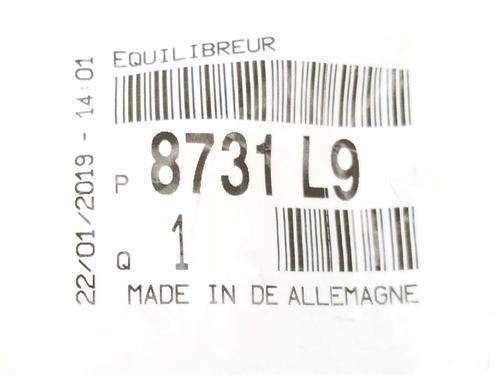 EQUILIBREUR
P 8731 L9
Q 1
MADE IN DE ALLEMAGNE
22/01/2019 - 14:01